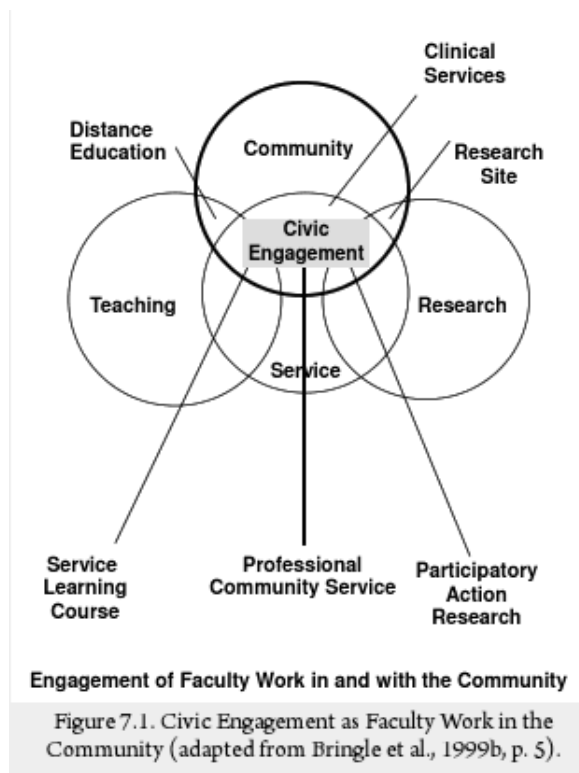 Clinical
Services
Distance
Education
Community
Research
Site
Civic
Engagement
Teaching
Research
Service
Service
Learning
Course
Professional
Community Service
Participatory
Action
Research
Engagement of Faculty Work in and with the Community
Figure 7.1. Civic Engagement as Faculty Work in the
Community (adapted from Bringle et al., 1999b, p. 5).